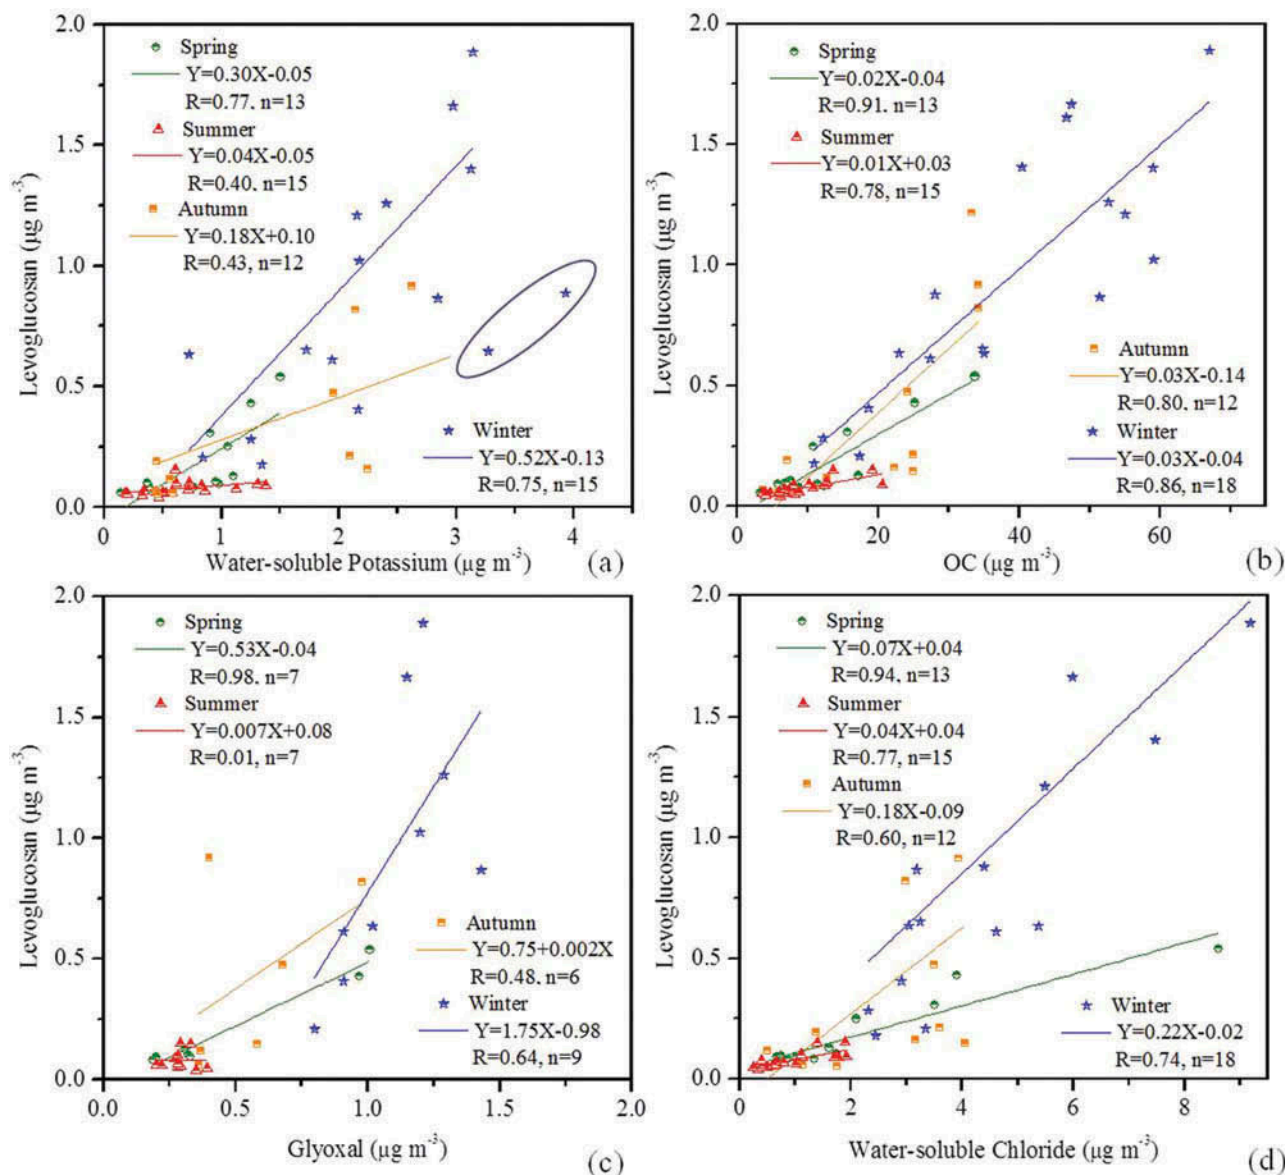 2.0
1.5
1.0
0.5
0.0
Levoglucosan (µg m-3)
Spring
Y=0.30X-0.05
R=0.77, n=13
Summer
Y=0.04X-0.05
R=0.40, n=15
Autumn
Y=0.18X+0.10
R=0.43, n=12
Winter
Y=0.52X-0.13
R=0.75, n=15
0 1 2 3 4
Water-soluble Potassium (µg m-3)
(a)
2.0
1.5
1.0
0.5
0.0
Levoglucosan (µg m-3)
Spring
Y=0.02X-0.04
R=0.91, n=13
Summer
Y=0.01X+0.03
R=0.78, n=15
Autumn
Y=0.03X-0.14
R=0.80, n=12
Winter
Y=0.03X-0.04
R=0.86, n=18
0 20 40 60
OC (µg m-3)
(b)
2.0
1.5
1.0
0.5
0.0
Levoglucosan (µg m-3)
Spring
Y=0.53X-0.04
R=0.98, n=7
Summer
Y=0.007X+0.08
R=0.01, n=7
Autumn
Y=0.75+0.002X
R=0.48, n=6
Winter
Y=1.75X-0.98
R=0.64, n=9
0.0 0.5 1.0 1.5 2.0
Glyoxal (µg m-3)
(c)
2.0
1.5
1.0
0.5
0.0
Levoglucosan (µg m-3)
Spring
Y=0.07X+0.04
R=0.94, n=13
Summer
Y=0.04X+0.04
R=0.77, n=15
Autumn
Y=0.18X-0.09
R=0.60, n=12
Winter
Y=0.22X-0.02
R=0.74, n=18
0 2 4 6 8
Water-soluble Chloride (µg m-3)
(d)